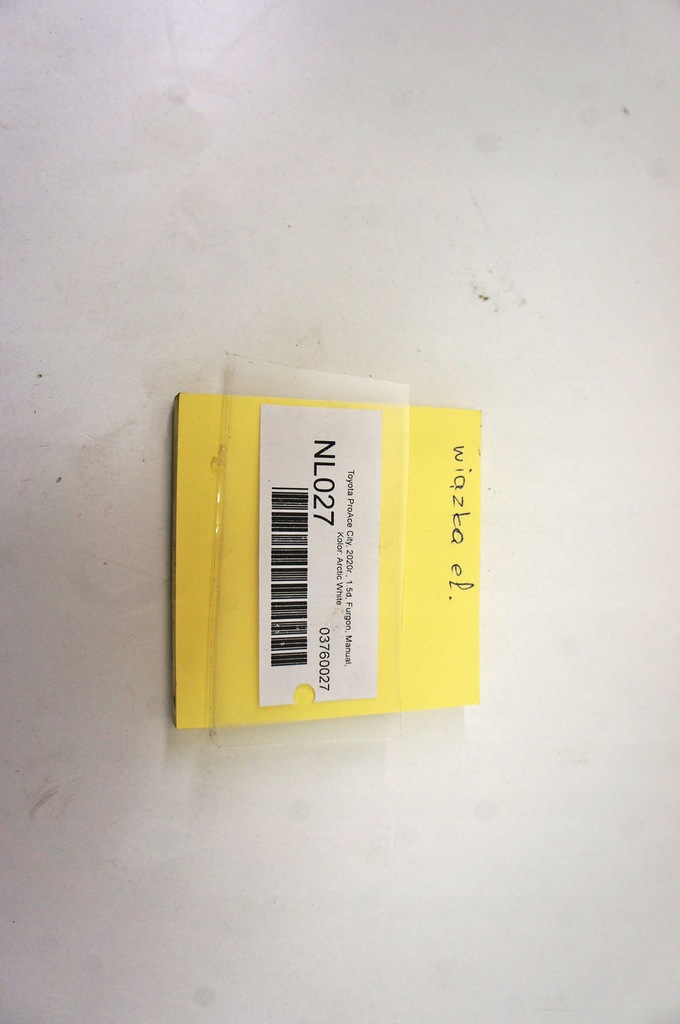 wiązka el.
Toyota ProAce City, 2020r., 1.5d, Furgon, Manual,
Kolor: Arctic White
NL027
03760027